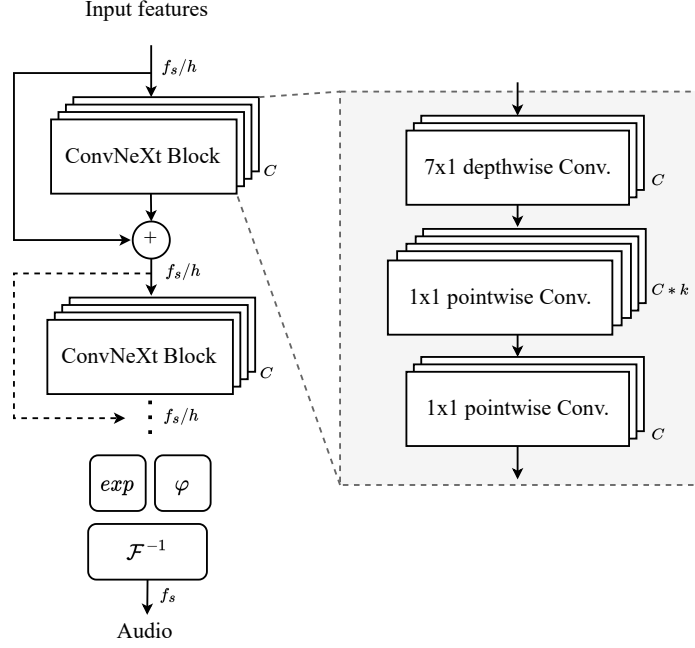 Input features
f_s/h
ConvNeXt Block
C
+
f_s/h
ConvNeXt Block
C
f_s/h
exp
φ
ℱ⁻¹
f_s
Audio
7x1 depthwise Conv.
C
1x1 pointwise Conv.
C * k
1x1 pointwise Conv.
C